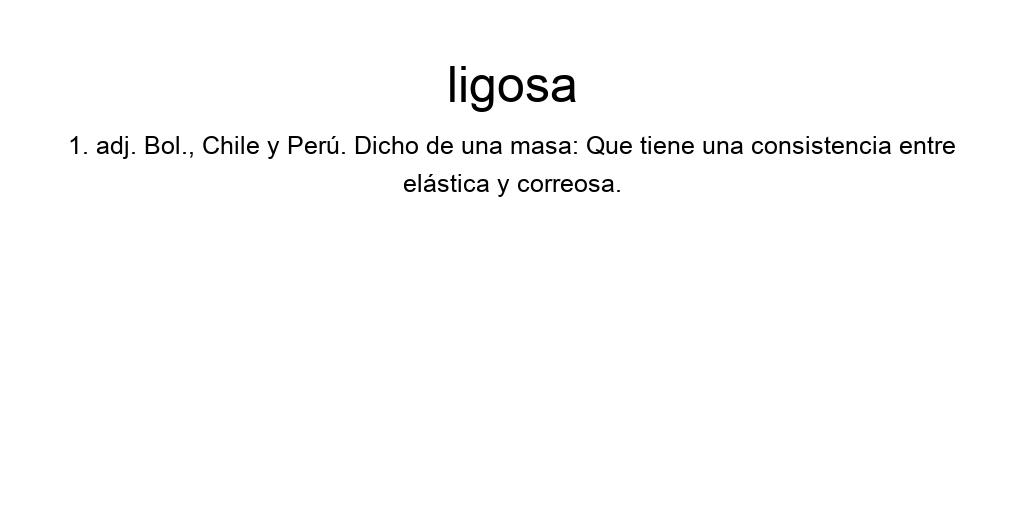 ligosa
1. adj. Bol., Chile y Perú. Dicho de una masa: Que tiene una consistencia entre
elástica y correosa.